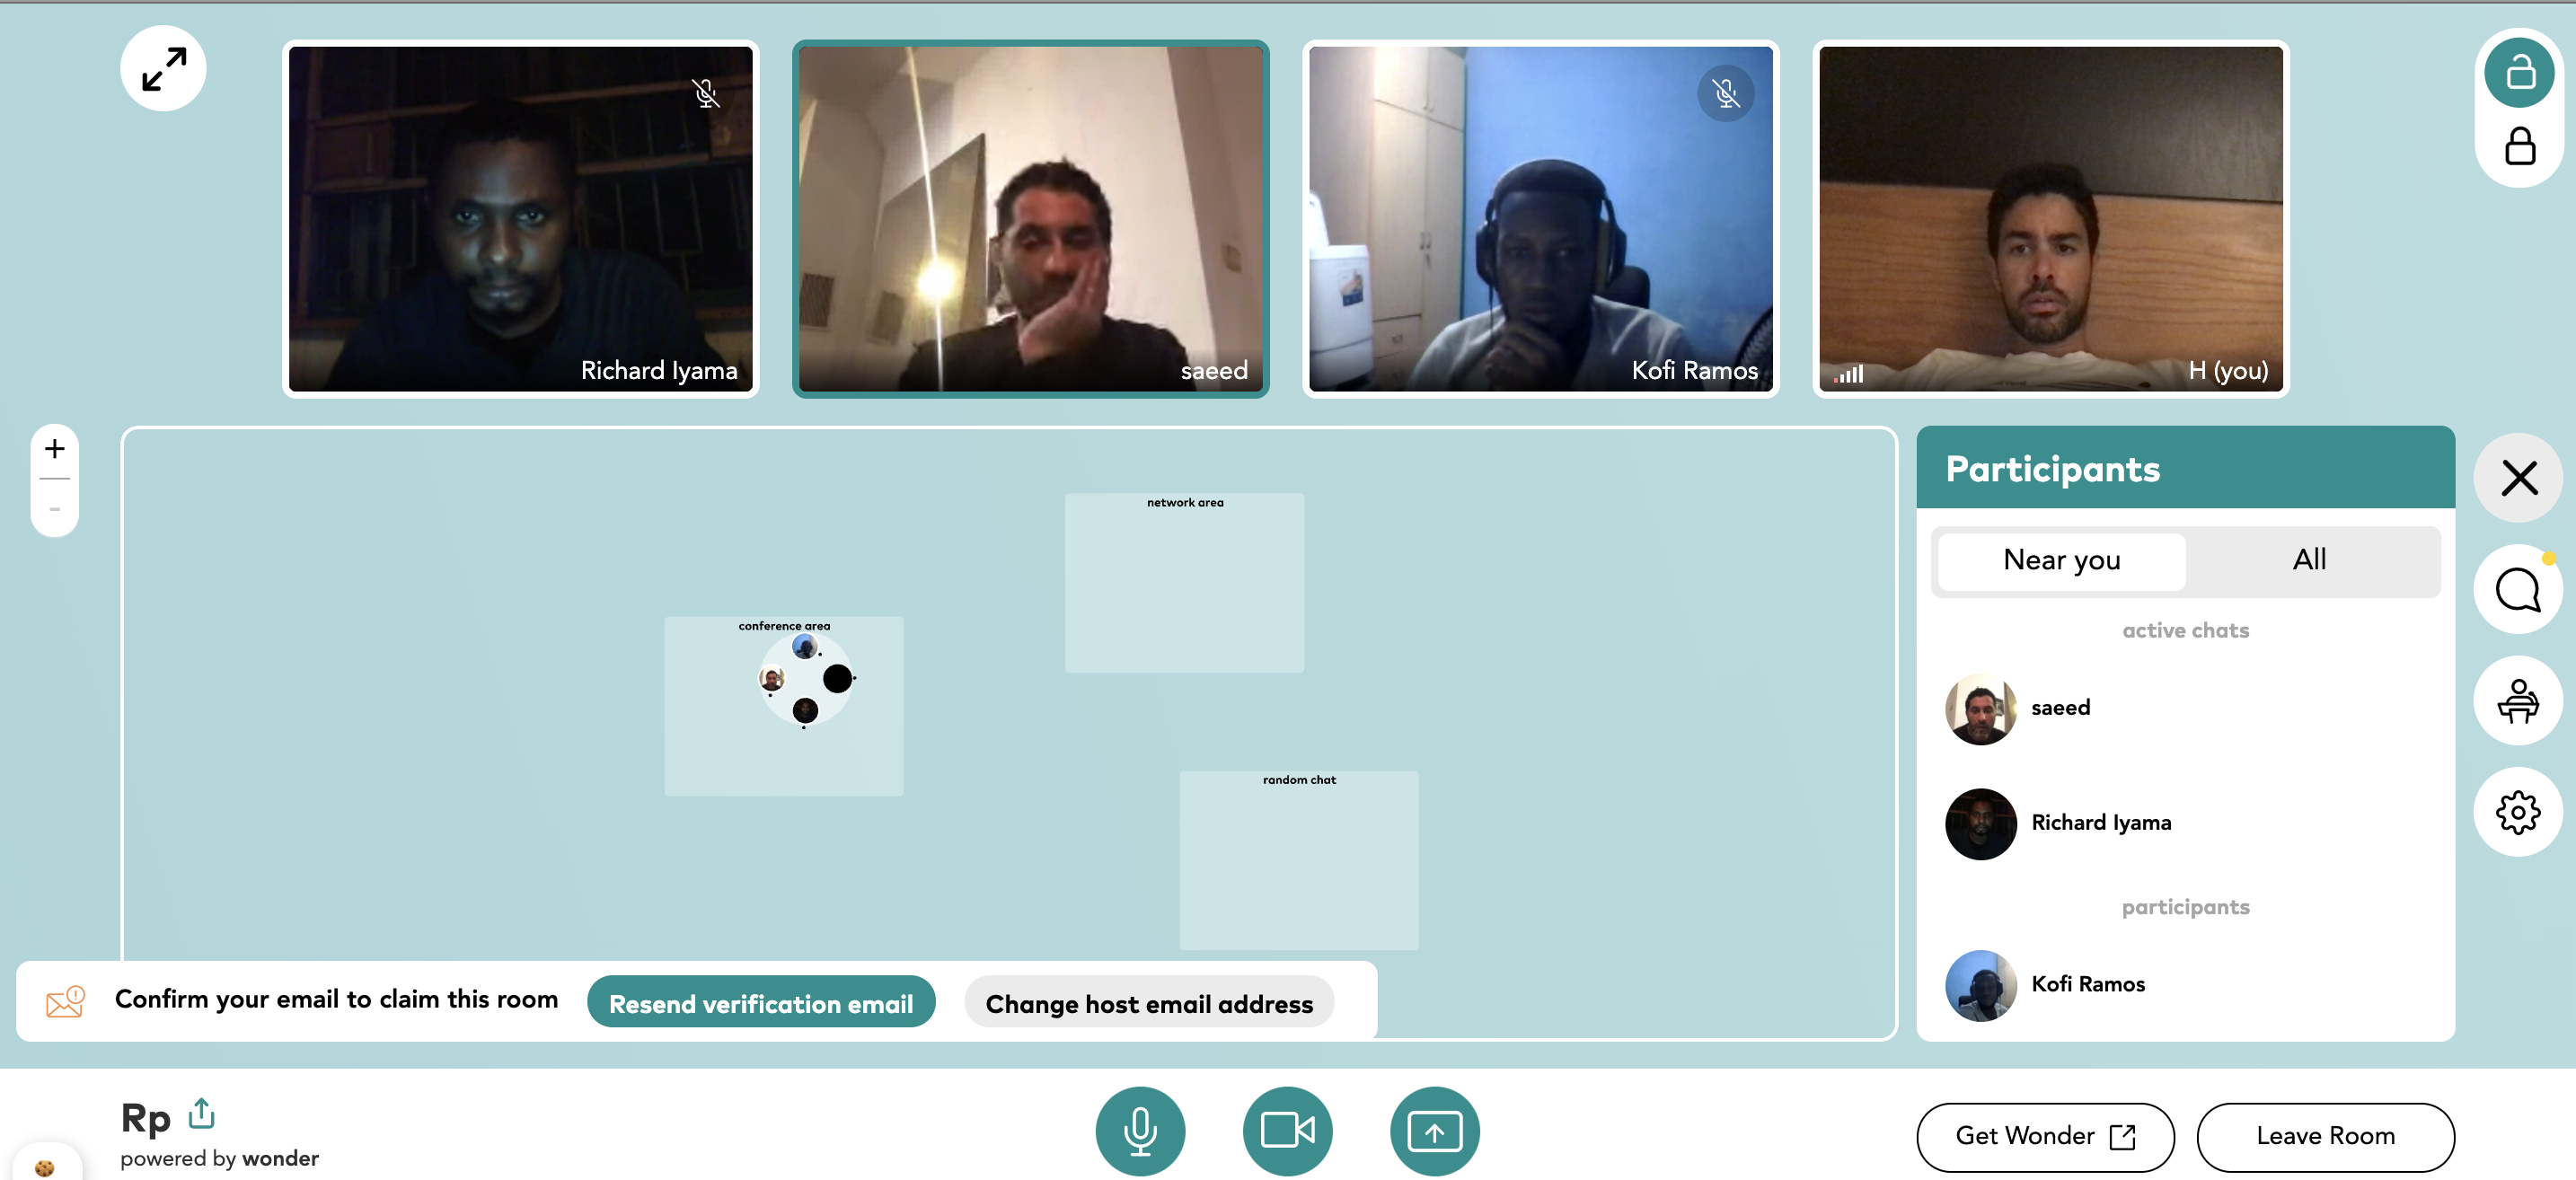 Richard Iyama
saeed
Kofi Ramos
H (you)
+
-
network area
conference area
random chat
Participants
Near you
All
active chats
saeed
Richard Iyama
participants
Kofi Ramos
Confirm your email to claim this room
Resend verification email
Change host email address
Rp
powered by wonder
Get Wonder
Leave Room